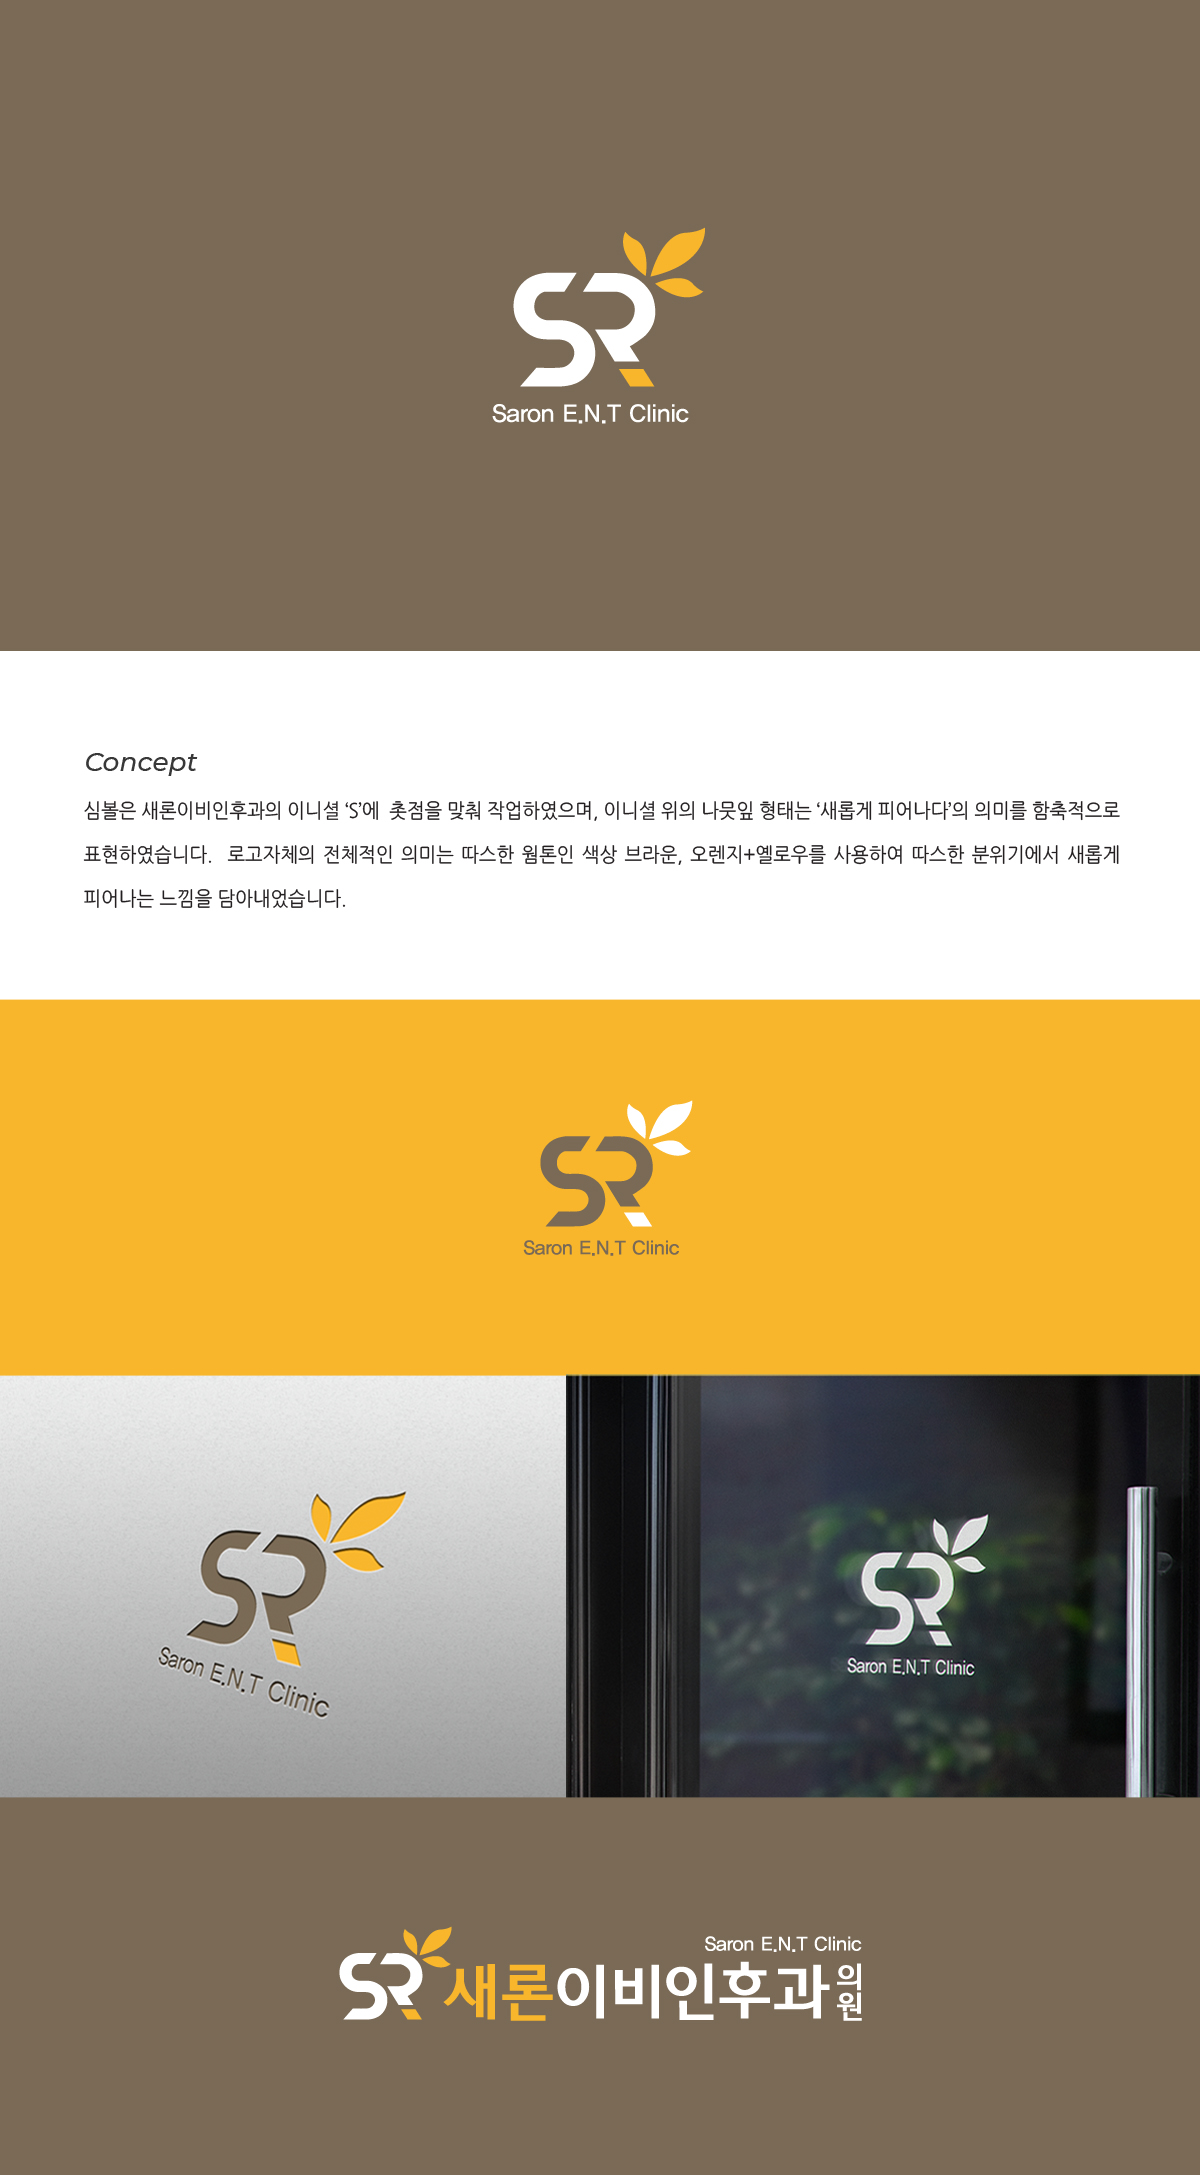 SR
Saron E.N.T Clinic
Concept
심볼은 새론이비인후과의 이니셜 ‘S’에 촛점을 맞춰 작업하였으며, 이니셜 위의 나뭇잎 형태는 ‘새롭게 피어나다’의 의미를 함축적으로
표현하였습니다. 로고자체의 전체적인 의미는 따스한 웜톤인 색상 브라운, 오렌지+옐로우를 사용하여 따스한 분위기에서 새롭게
피어나는 느낌을 담아내었습니다.
SR
Saron E.N.T Clinic
SR
Saron E.N.T Clinic
SR
Saron E.N.T Clinic
Saron E.N.T Clinic
SR 새론이비인후과의원